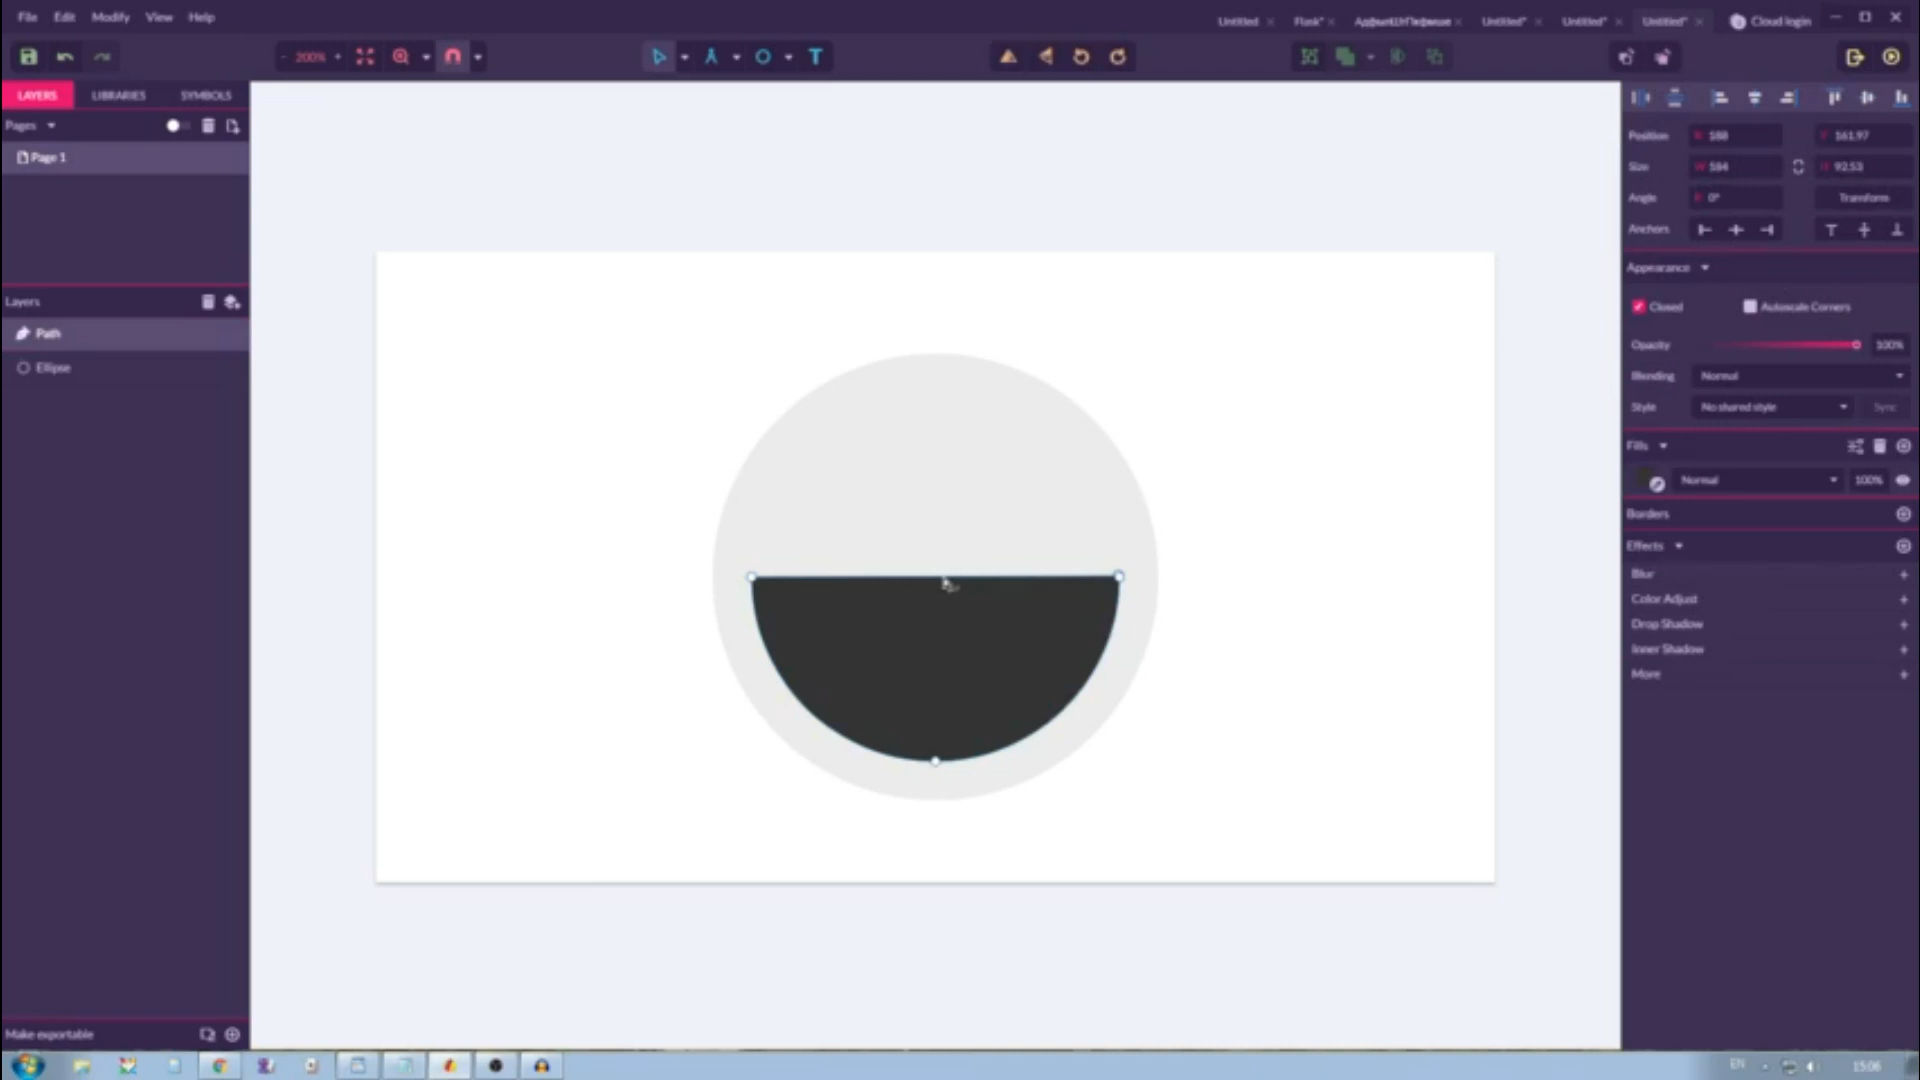 File Edit Modify View Help
Untitled Flask* Untitled* Untitled* Untitled* Cloud login
- 200% + T
LAYERS LIBRARIES SYMBOLS
Pages
Page 1
Layers
Path
Ellipse
Make exportable
Position X 188 Y 161.97
Size W 184 H 92.53
Angle R 0° Transform
Anchors
Appearance
Closed Autoscale Corners
Opacity 100%
Blending Normal
Style No shared style Sync
Fills
Normal 100%
Borders
Effects
Blur +
Color Adjust +
Drop Shadow +
Inner Shadow +
More +
EN 15:06